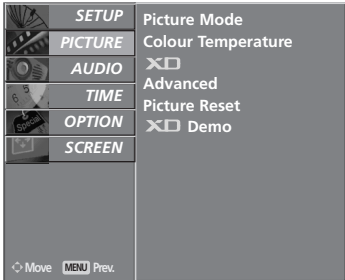 SETUP
PICTURE
AUDIO
TIME
OPTION
SCREEN
Picture Mode
Colour Temperature
XD
Advanced
Picture Reset
XD Demo
Move MENU Prev.